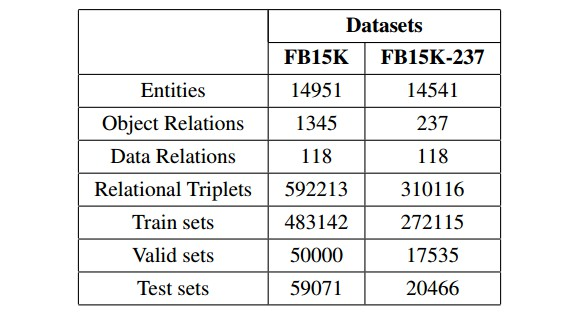 Datasets
FB15K FB15K-237
Entities 14951 14541
Object Relations 1345 237
Data Relations 118 118
Relational Triplets 592213 310116
Train sets 483142 272115
Valid sets 50000 17535
Test sets 59071 20466